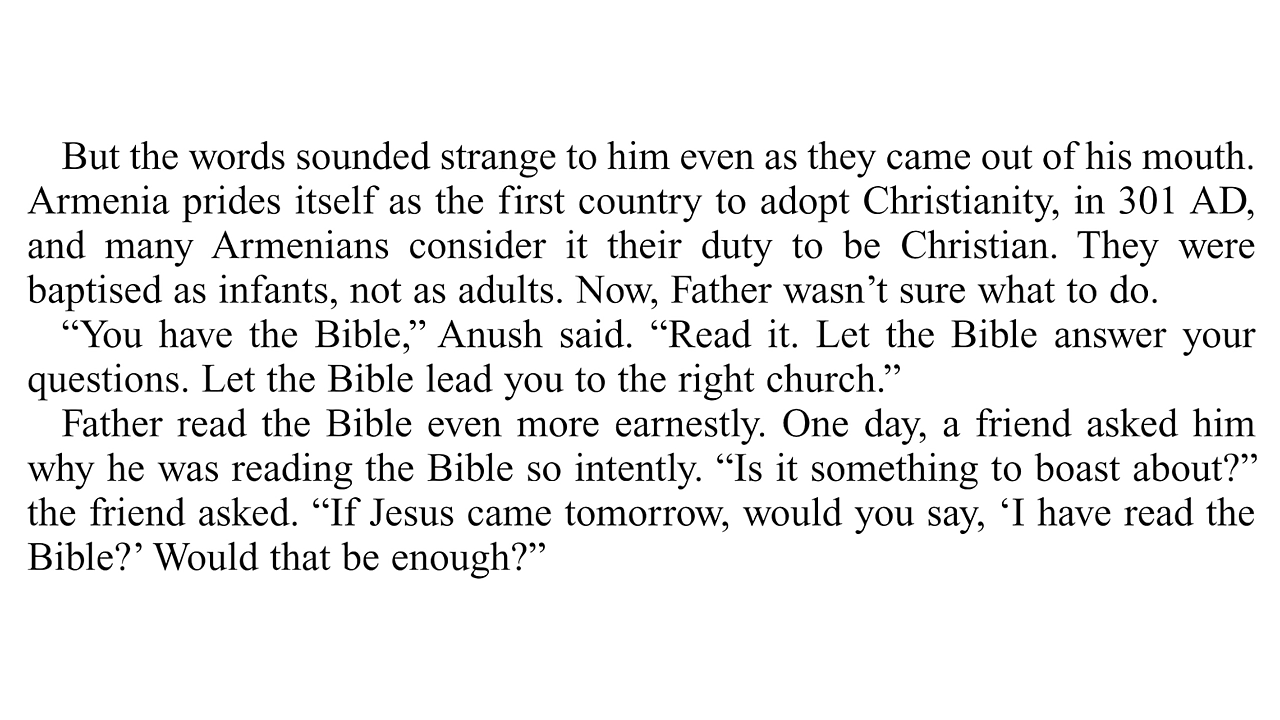 But the words sounded strange to him even as they came out of his mouth.
Armenia prides itself as the first country to adopt Christianity, in 301 AD,
and many Armenians consider it their duty to be Christian. They were
baptised as infants, not as adults. Now, Father wasn’t sure what to do.
“You have the Bible,” Anush said. “Read it. Let the Bible answer your
questions. Let the Bible lead you to the right church.”
Father read the Bible even more earnestly. One day, a friend asked him
why he was reading the Bible so intently. “Is it something to boast about?”
the friend asked. “If Jesus came tomorrow, would you say, ‘I have read the
Bible?’ Would that be enough?”